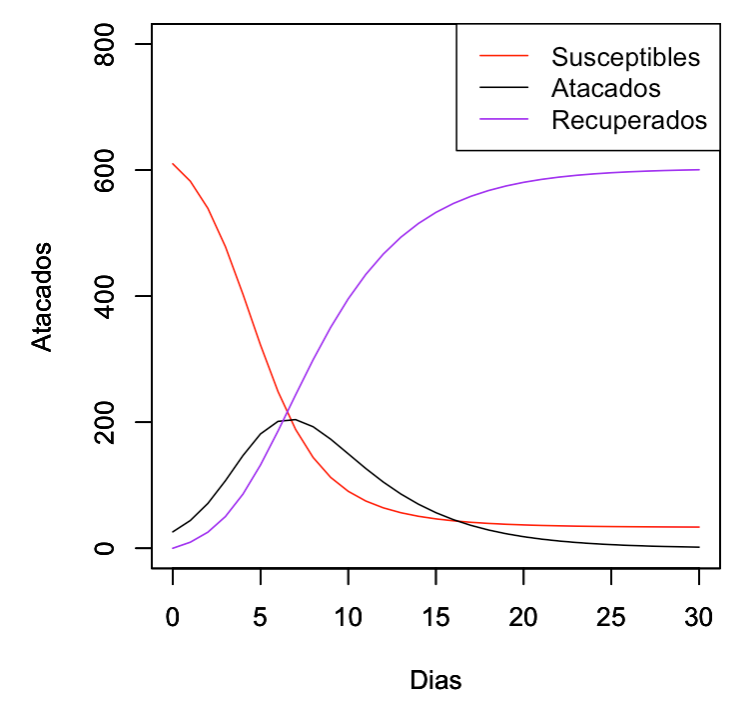 Susceptibles
Atacados
Recuperados
800
600
400
200
0
Atacados
0 5 10 15 20 25 30
Dias